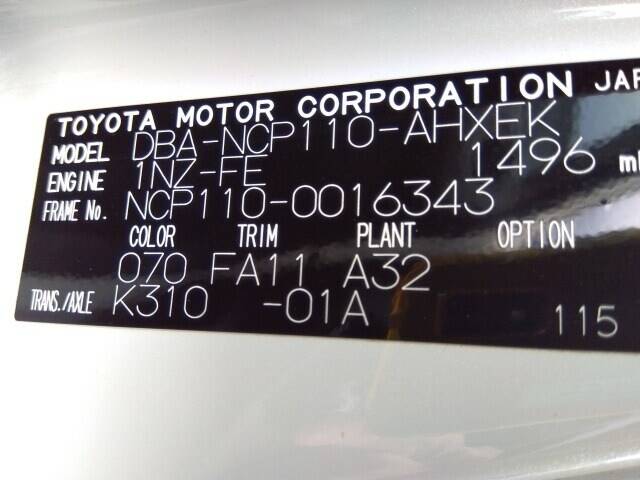 TOYOTA MOTOR CORPORATION JAP
MODEL DBA-NCP110-AHXEK
ENGINE 1NZ-FE 1496 m
FRAME No. NCP110-0016343
COLOR TRIM PLANT OPTION
070 FA11 A32
TRANS./AXLE K310 -01A 115